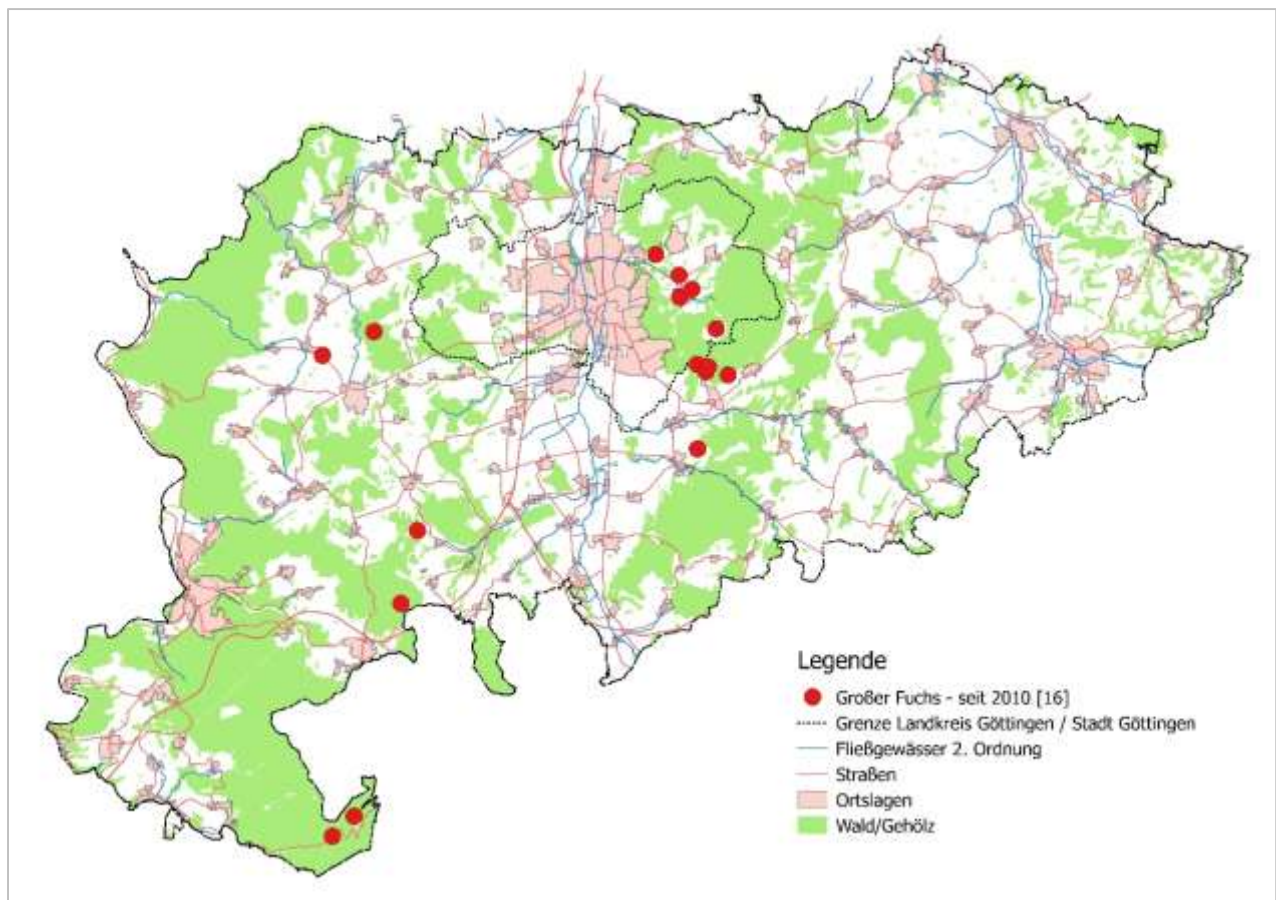 Legende
Großer Fuchs - seit 2010 [16]
Grenze Landkreis Göttingen / Stadt Göttingen
Fließgewässer 2. Ordnung
Straßen
Ortslagen
Wald/Gehölz